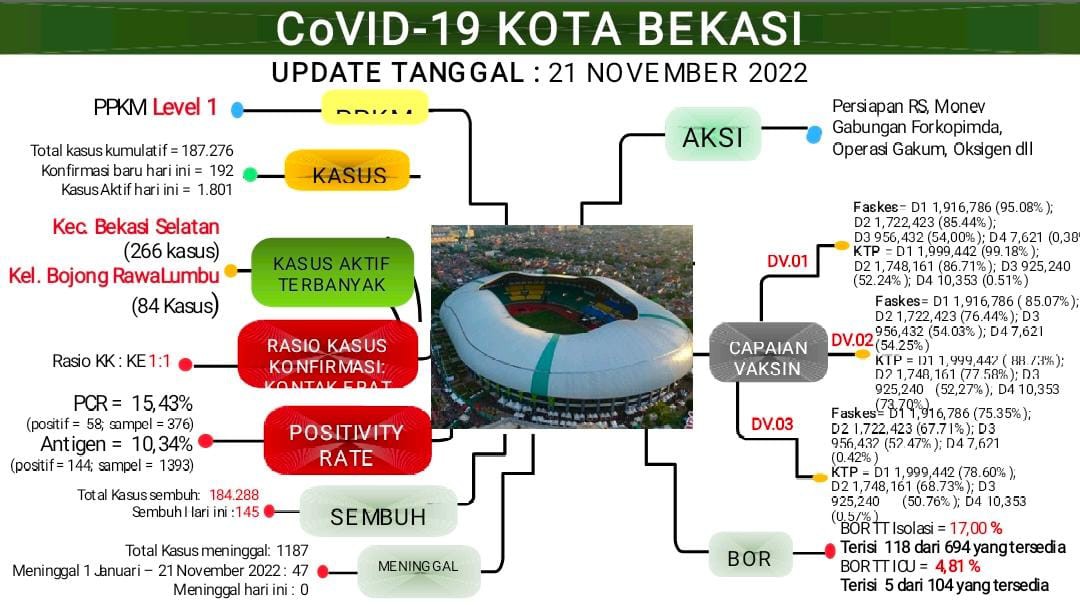 CoVID-19 KOTA BEKASI
UPDATE TANGGAL : 21 NOVEMBER 2022
PPKM Level 1
PPKM
Total kasus kumulatif = 187.276
Konfirmasi baru hari ini = 192
Kasus Aktif hari ini = 1.801
KASUS
Kec. Bekasi Selatan
(266 kasus)
Kel. Bojong RawaLumbu
(84 Kasus)
KASUS AKTIF
TERBANYAK
Rasio KK : KE 1:1
RASIO KASUS
KONFIRMASI:
KONTAK ERAT
PCR = 15,43%
(positif = 58; sampel = 376)
Antigen = 10,34%
(positif = 144; sampel = 1393)
POSITIVITY
RATE
Total Kasus sembuh: 184.288
Sembuh Hari ini :145
SEMBUH
Total Kasus meninggal: 1187
Meninggal 1 Januari – 21 November 2022 : 47
Meninggal hari ini : 0
MENINGGAL
AKSI
Persiapan RS, Monev
Gabungan Forkopimda,
Operasi Gakum, Oksigen dll
CAPAIAN
VAKSIN
DV.01
Faskes= D1 1,916,786 (95.08%);
D2 1,722,423 (85.44%);
D3 956,432 (54,00%); D4 7,621 (0,38%
KTP = D1 1,999,442 (99.18%);
D2 1,748,161 (86.71%); D3 925,240
(52.24%); D4 10,353 (0.51%)
DV.02
Faskes= D1 1,916,786 ( 85.07%);
D2 1,722,423 (76.44%); D3
956,432 (54.03%); D4 7,621
(54.25%)
KTP = D1 1,999,442 ( 88.73%);
D2 1,748,161 (77.58%); D3
925,240 (52,27%); D4 10,353
(73.70%)
DV.03
Faskes= D1 1,916,786 (75.35%);
D2 1,722,423 (67.71%); D3
956,432 (52.47%); D4 7,621
(0.42%)
KTP = D1 1,999,442 (78.60%);
D2 1,748,161 (68.73%); D3
925,240 (50.76%); D4 10,353
(0.57%)
BOR
BOR TT Isolasi = 17,00 %
Terisi 118 dari 694 yang tersedia
BOR TT ICU = 4,81 %
Terisi 5 dari 104 yang tersedia